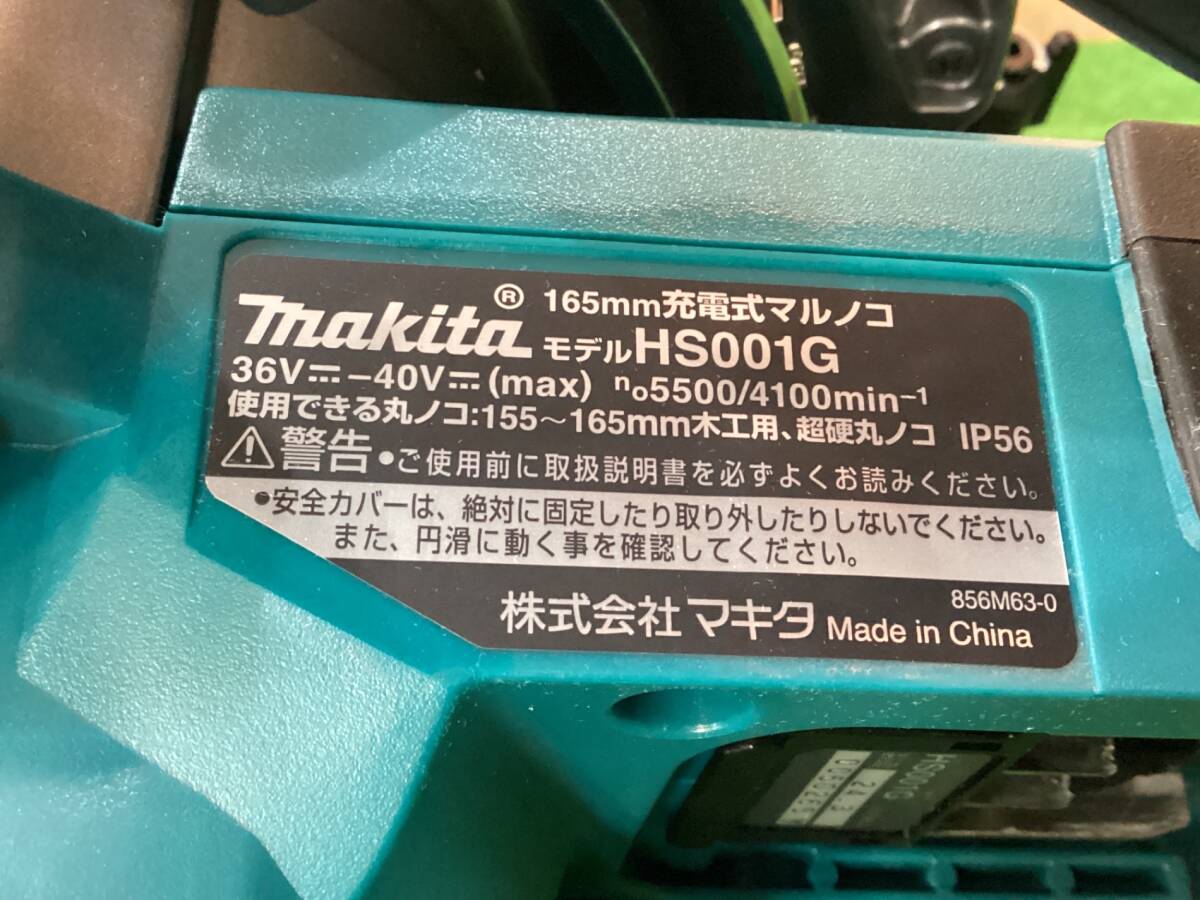 makita® 165mm充電式マルノコ
モデルHS001G
36V⎓-40V⎓(max) no5500/4100min-1
使用できる丸ノコ:155～165mm木工用、超硬丸ノコ IP56
⚠警告 ●ご使用前に取扱説明書を必ずよくお読みください。
●安全カバーは、絶対に固定したり取り外したりしないでください。
また、円滑に動く事を確認してください。
856M63-0
株式会社マキタ Made in China
HS001G
24.3